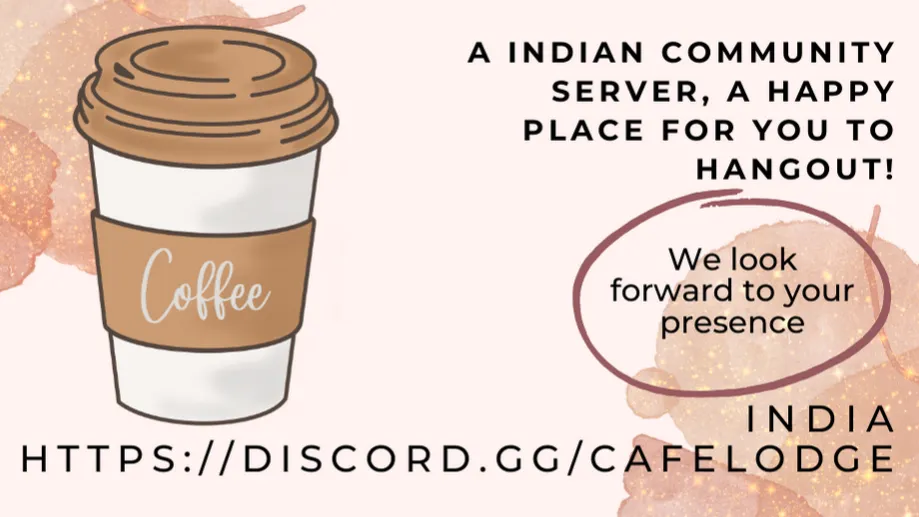 A INDIAN COMMUNITY
SERVER, A HAPPY
PLACE FOR YOU TO
HANGOUT!
Coffee
We look
forward to your
presence
INDIA
HTTPS://DISCORD.GG/CAFELODGE